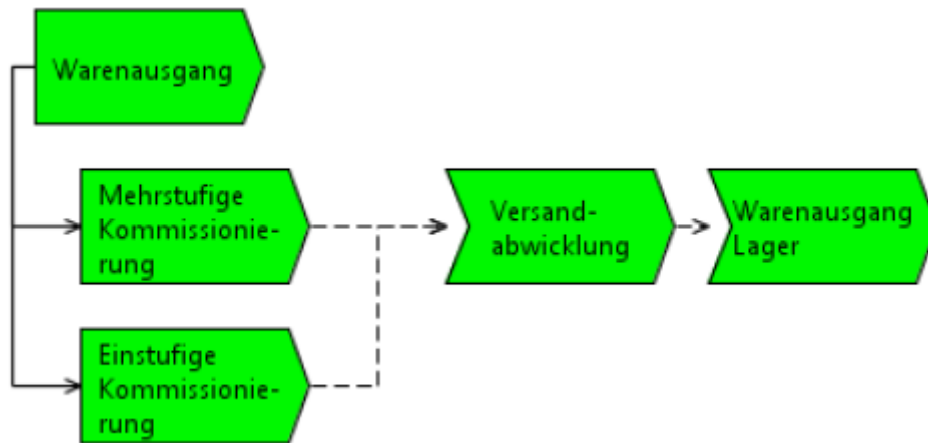 Warenausgang
Mehrstufige
Kommissionie-
rung
Versand-
abwicklung
Warenausgang
Lager
Einstufige
Kommissionie-
rung